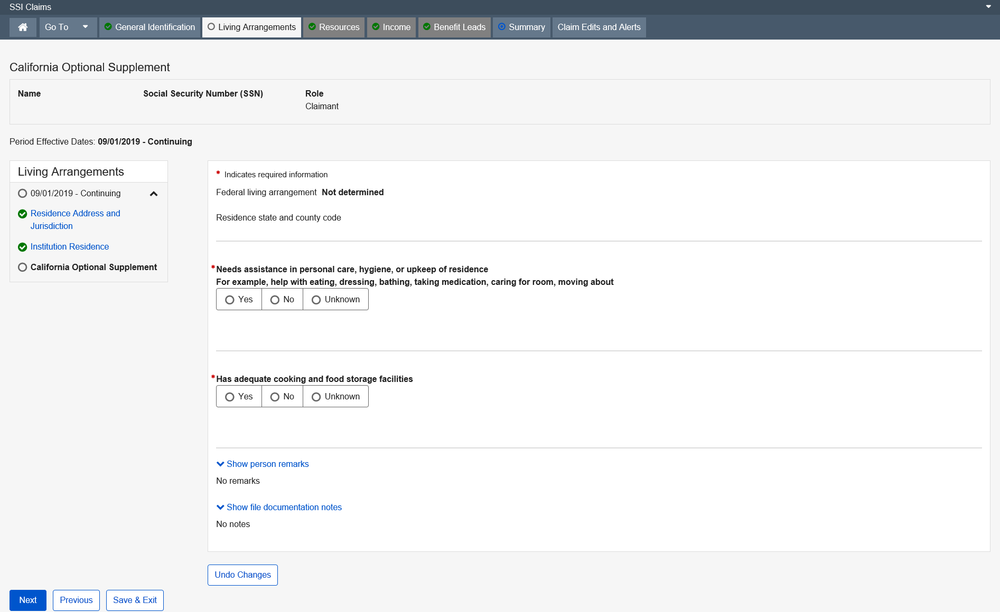 SSI Claims
Go To
General Identification
Living Arrangements
Resources
Income
Benefit Leads
Summary
Claim Edits and Alerts
California Optional Supplement
Name
Social Security Number (SSN)
Role
Claimant
Period Effective Dates: 09/01/2019 - Continuing
Living Arrangements
09/01/2019 - Continuing
Residence Address and
Jurisdiction
Institution Residence
California Optional Supplement
* Indicates required information
Federal living arrangement Not determined
Residence state and county code
*Needs assistance in personal care, hygiene, or upkeep of residence
For example, help with eating, dressing, bathing, taking medication, caring for room, moving about
Yes No Unknown
*Has adequate cooking and food storage facilities
Yes No Unknown
Show person remarks
No remarks
Show file documentation notes
No notes
Undo Changes
Next
Previous
Save & Exit